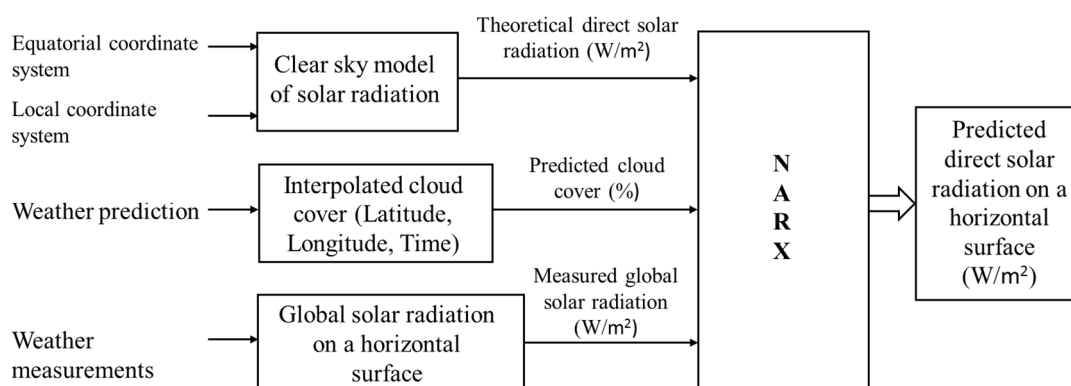 Equatorial coordinate
system
Local coordinate
system
Clear sky model
of solar radiation
Theoretical direct solar
radiation (W/m²)
Weather prediction
Interpolated cloud
cover (Latitude,
Longitude, Time)
Predicted cloud
cover (%)
Weather
measurements
Global solar radiation
on a horizontal
surface
Measured global
solar radiation
(W/m²)
N
A
R
X
Predicted
direct solar
radiation on a
horizontal
surface
(W/m²)